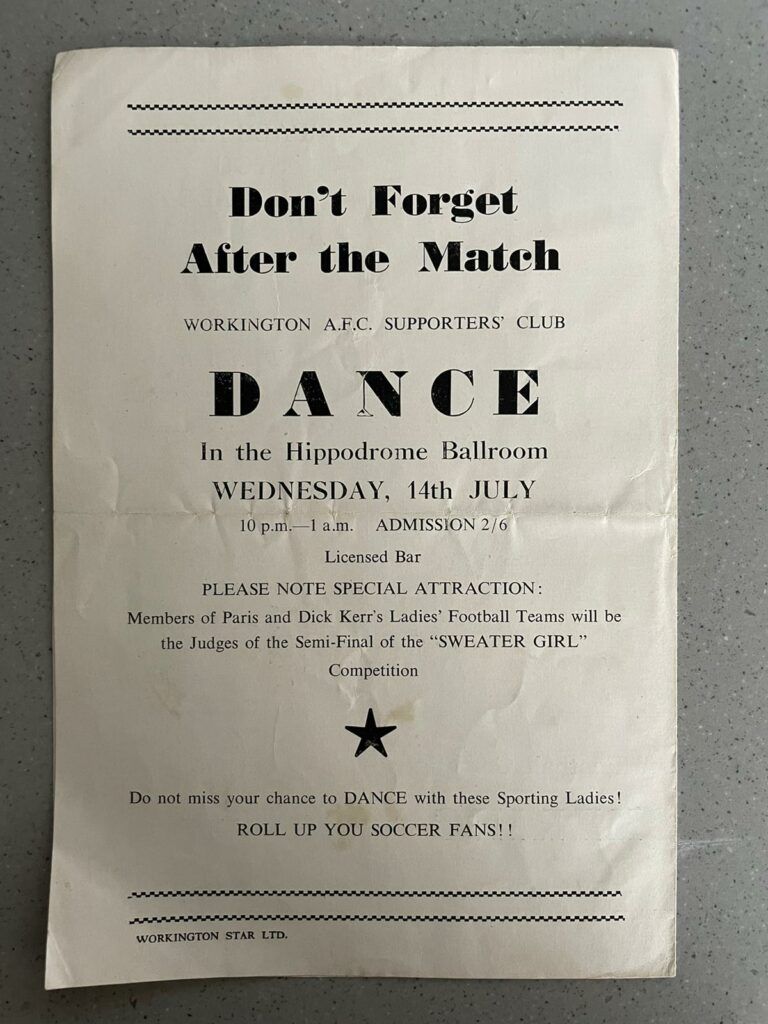 Don't Forget
After the Match
WORKINGTON A.F.C. SUPPORTERS' CLUB
DANCE
In the Hippodrome Ballroom
WEDNESDAY, 14th JULY
10 p.m.—1 a.m. ADMISSION 2/6
Licensed Bar
PLEASE NOTE SPECIAL ATTRACTION:
Members of Paris and Dick Kerr's Ladies' Football Teams will be
the Judges of the Semi-Final of the "SWEATER GIRL"
Competition
Do not miss your chance to DANCE with these Sporting Ladies!
ROLL UP YOU SOCCER FANS!!
WORKINGTON STAR LTD.